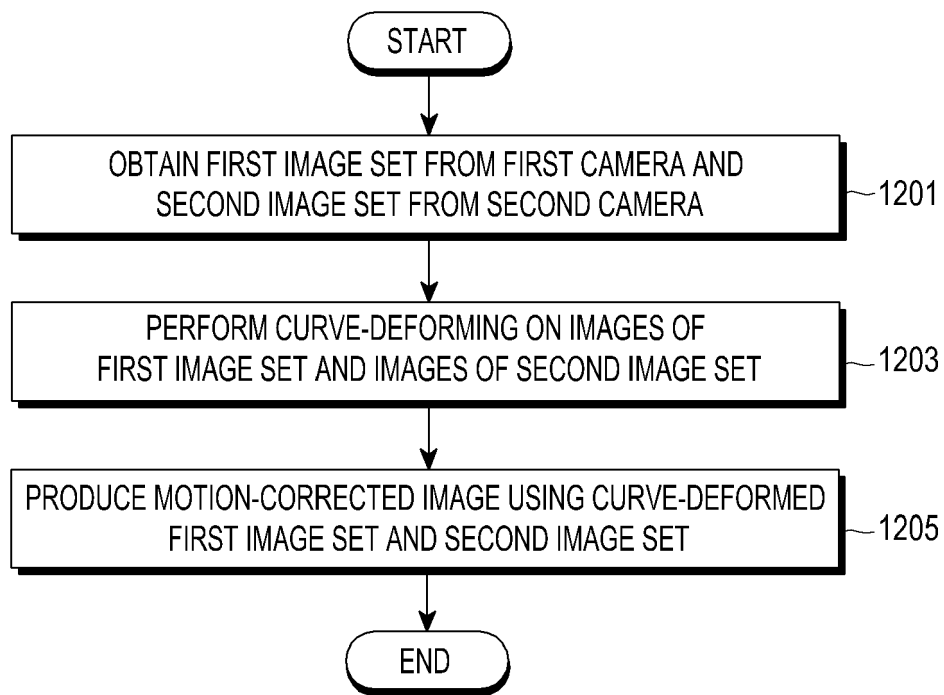 START
OBTAIN FIRST IMAGE SET FROM FIRST CAMERA AND
SECOND IMAGE SET FROM SECOND CAMERA
1201
PERFORM CURVE-DEFORMING ON IMAGES OF
FIRST IMAGE SET AND IMAGES OF SECOND IMAGE SET
1203
PRODUCE MOTION-CORRECTED IMAGE USING CURVE-DEFORMED
FIRST IMAGE SET AND SECOND IMAGE SET
1205
END